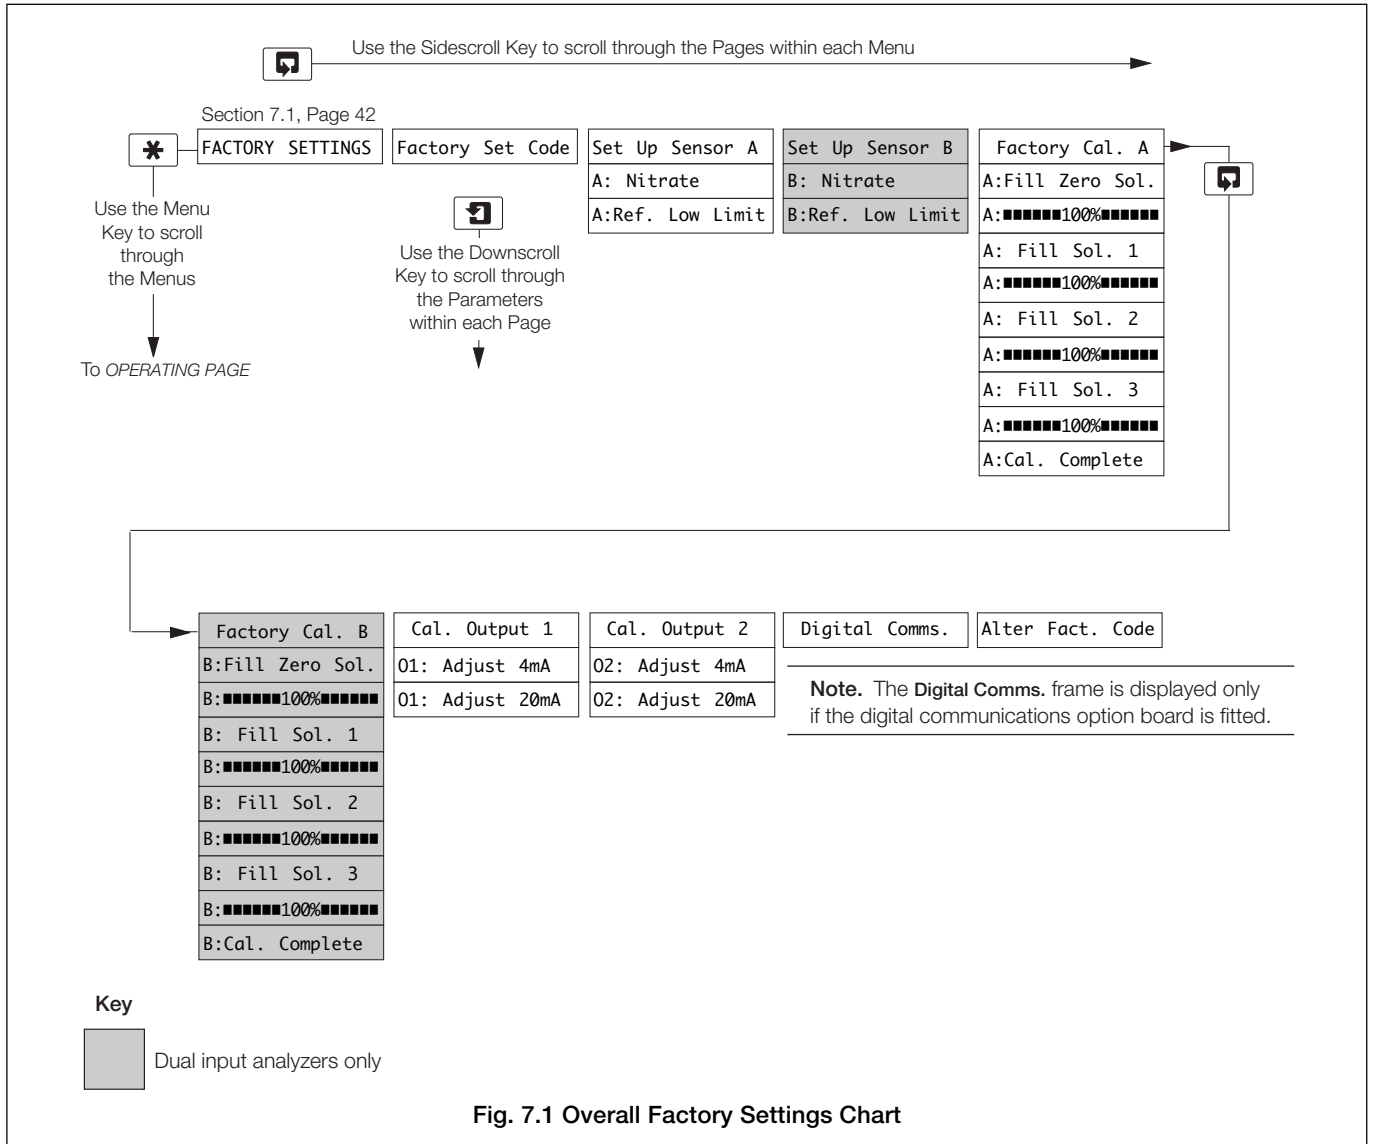 Use the Sidescroll Key to scroll through the Pages within each Menu
Section 7.1, Page 42
FACTORY SETTINGS
Factory Set Code
Set Up Sensor A
A: Nitrate
A:Ref. Low Limit
Set Up Sensor B
B: Nitrate
B:Ref. Low Limit
Factory Cal. A
A:Fill Zero Sol.
A:■■■■■■100%■■■■■■
A: Fill Sol. 1
A:■■■■■■100%■■■■■■
A: Fill Sol. 2
A:■■■■■■100%■■■■■■
A: Fill Sol. 3
A:■■■■■■100%■■■■■■
A:Cal. Complete
Use the Menu
Key to scroll
through
the Menus
To OPERATING PAGE
Use the Downscroll
Key to scroll through
the Parameters
within each Page
Factory Cal. B
B:Fill Zero Sol.
B:■■■■■■100%■■■■■■
B: Fill Sol. 1
B:■■■■■■100%■■■■■■
B: Fill Sol. 2
B:■■■■■■100%■■■■■■
B: Fill Sol. 3
B:■■■■■■100%■■■■■■
B:Cal. Complete
Cal. Output 1
O1: Adjust 4mA
O1: Adjust 20mA
Cal. Output 2
O2: Adjust 4mA
O2: Adjust 20mA
Digital Comms.
Alter Fact. Code
Note. The Digital Comms. frame is displayed only
if the digital communications option board is fitted.
Key
Dual input analyzers only
Fig. 7.1 Overall Factory Settings Chart